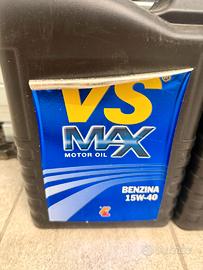 VS
MAX
MOTOR OIL
BENZINA
15W-40